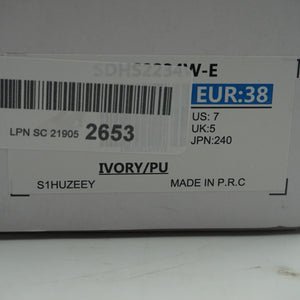 SDHS2234W-E
EUR:38
US: 7
UK:5
JPN:240
LPN SC 21905 2653
IVORY/PU
S1HUZEEY MADE IN P.R.C